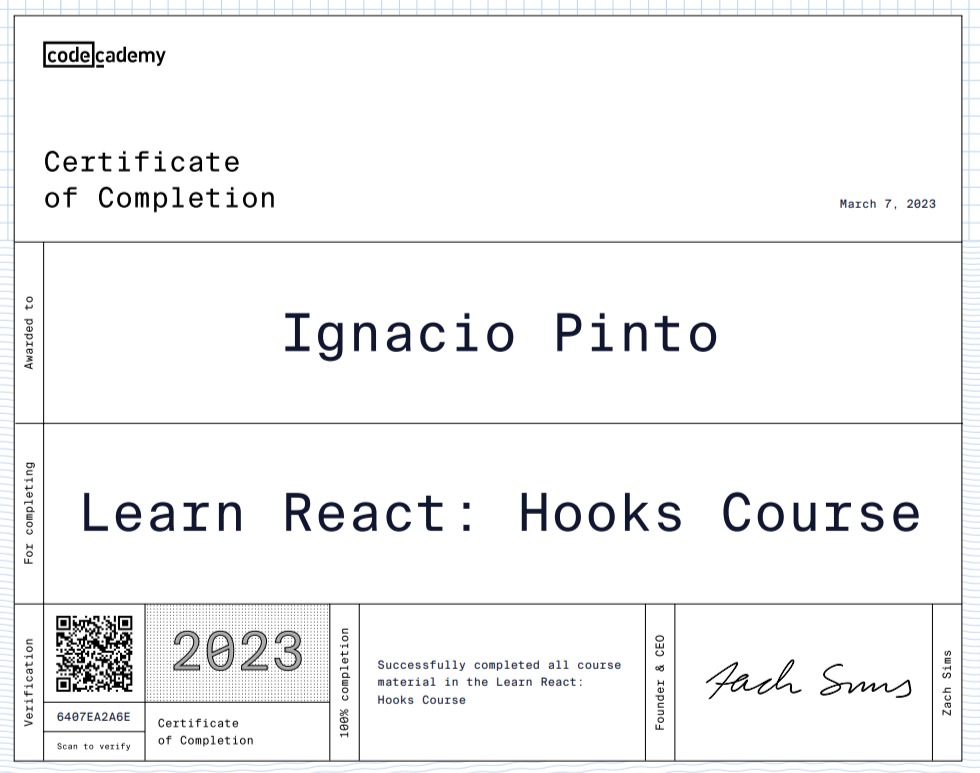 codecademy
Certificate
of Completion
March 7, 2023
Awarded to
Ignacio Pinto
For completing
Learn React: Hooks Course
Verification
6407EA2A6E
Scan to verify
2023
Certificate
of Completion
100% completion
Successfully completed all course
material in the Learn React:
Hooks Course
Founder & CEO
Zach Sims
Zach Sims